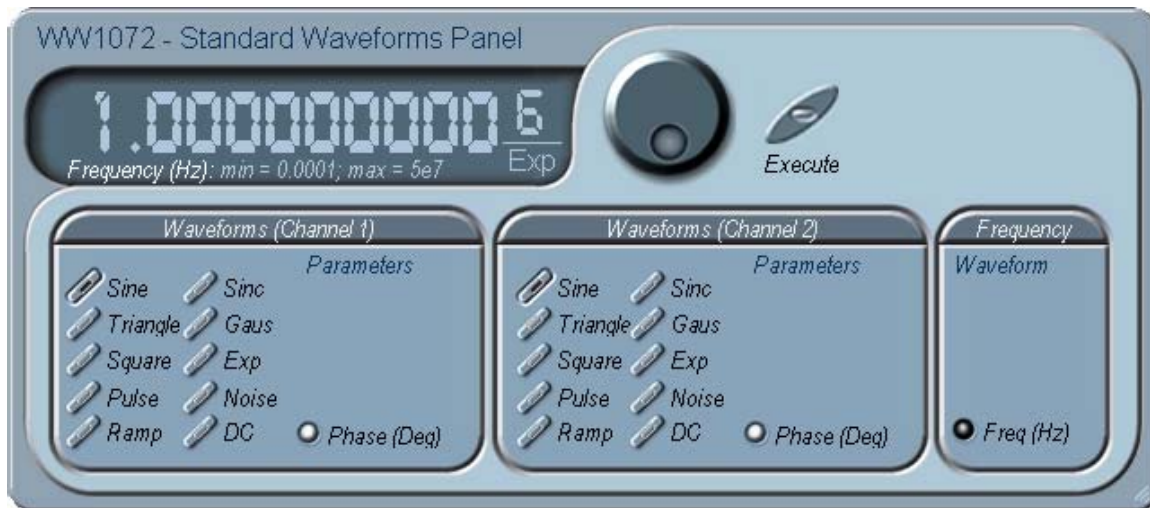 WW1072 - Standard Waveforms Panel
1.000000000 6
Exp
Frequency (Hz): min = 0.0001; max = 5e7
Execute
Waveforms (Channel 1)
Parameters
Sine Sinc
Triangle Gaus
Square Exp
Pulse Noise
Ramp DC Phase (Deg)
Waveforms (Channel 2)
Parameters
Sine Sinc
Triangle Gaus
Square Exp
Pulse Noise
Ramp DC Phase (Deg)
Frequency
Waveform
Freq (Hz)